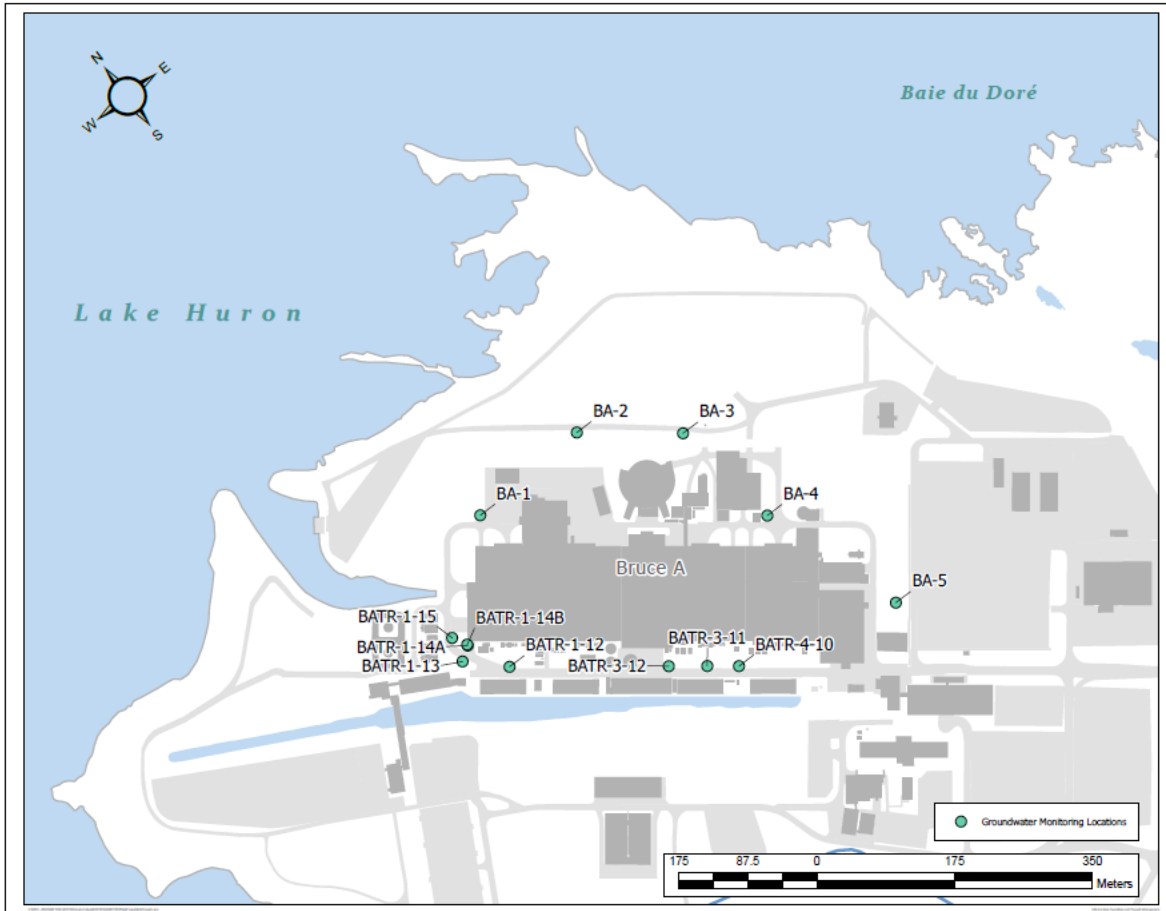 N
E
W
S
Baie du Doré
Lake Huron
BA-2
BA-3
BA-1
BA-4
Bruce A
BA-5
BATR-1-15
BATR-1-14B
BATR-1-14A
BATR-1-12
BATR-3-11
BATR-4-10
BATR-1-13
BATR-3-12
Groundwater Monitoring Locations
175 87.5 0 175 350
Meters